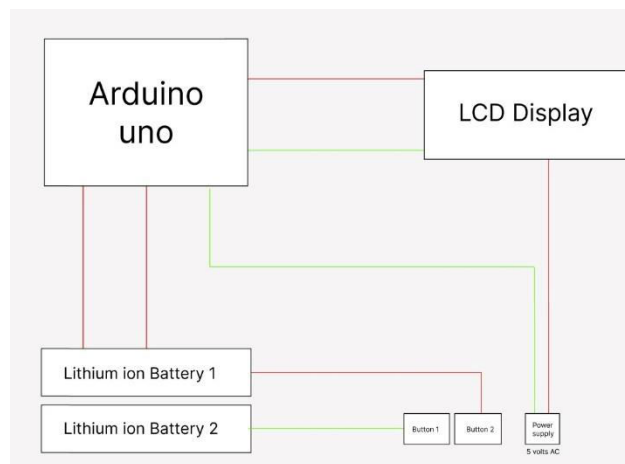 Arduino
uno
LCD Display
Lithium ion Battery 1
Lithium ion Battery 2
Button 1
Button 2
Power
supply
5 volts AC